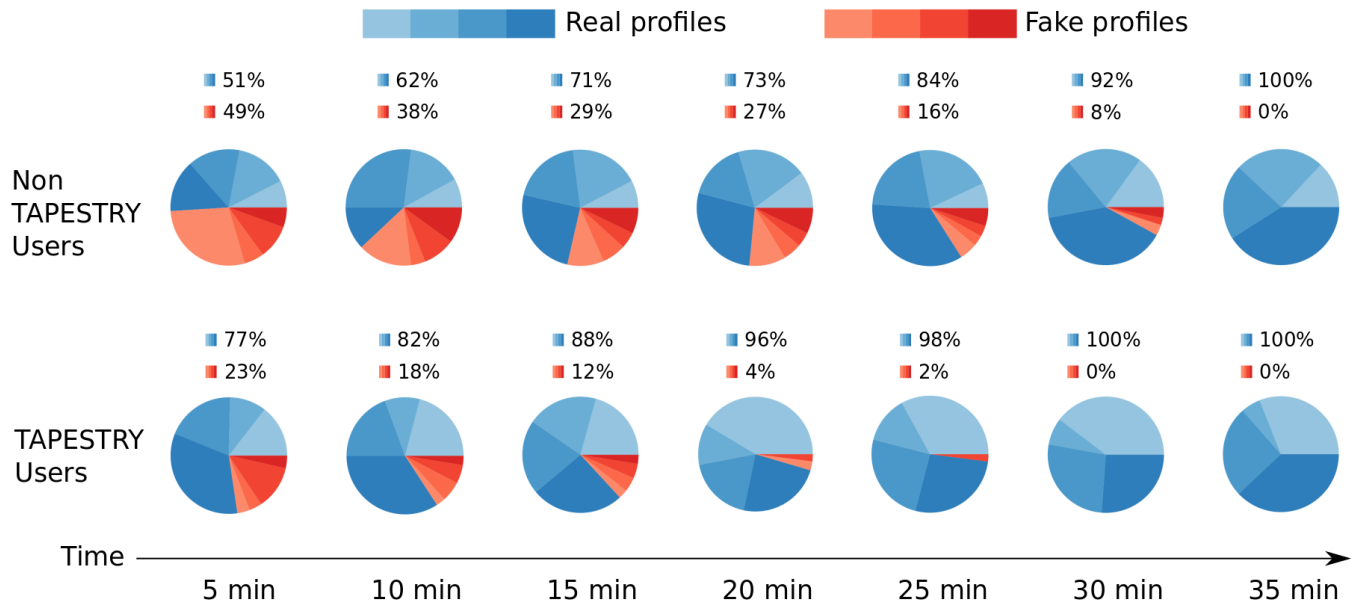 Real profiles
Fake profiles
51% 62% 71% 73% 84% 92% 100%
49% 38% 29% 27% 16% 8% 0%
Non
TAPESTRY
Users
77% 82% 88% 96% 98% 100% 100%
23% 18% 12% 4% 2% 0% 0%
TAPESTRY
Users
Time
5 min 10 min 15 min 20 min 25 min 30 min 35 min